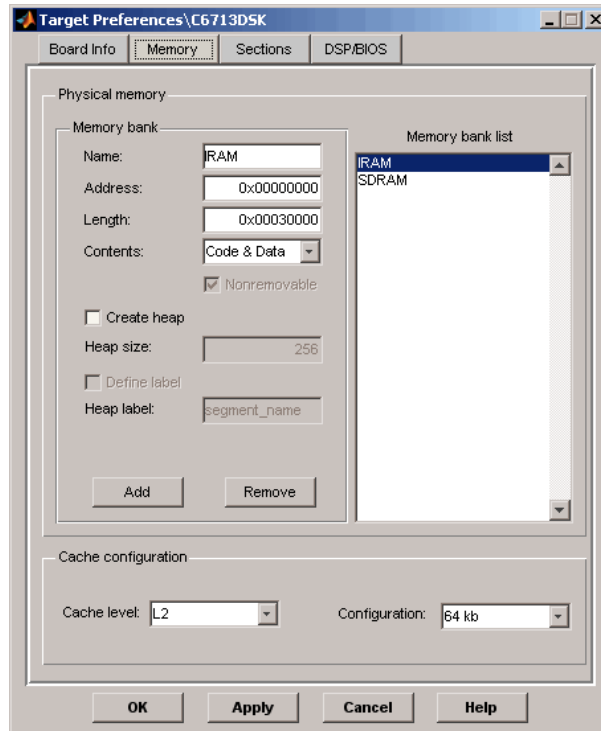 Target Preferences\C6713DSK
Board Info Memory Sections DSP/BIOS
Physical memory
Memory bank
Memory bank list
Name: IRAM
IRAM
SDRAM
Address: 0x00000000
Length: 0x00030000
Contents: Code & Data
Nonremovable
Create heap
Heap size: 256
Define label
Heap label: segment_name
Add Remove
Cache configuration
Cache level: L2 Configuration: 64 kb
OK Apply Cancel Help